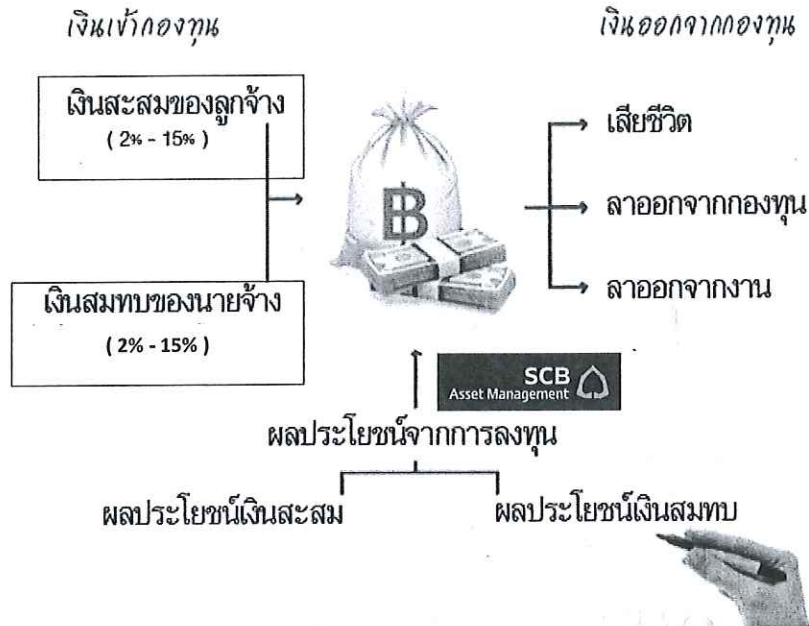 เงินเข้ากองทุน
เงินออกจากกองทุน
เงินสะสมของลูกจ้าง
( 2% - 15% )
เงินสมทบของนายจ้าง
( 2% - 15% )
฿
เสียชีวิต
ลาออกจากกองทุน
ลาออกจากงาน
SCB
Asset Management
ผลประโยชน์จากการลงทุน
ผลประโยชน์เงินสะสม
ผลประโยชน์เงินสมทบ